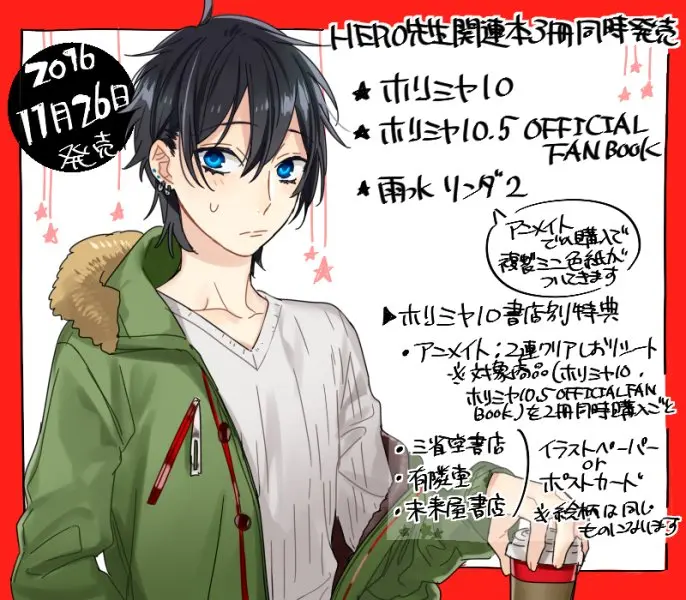 HERO先生関連本3冊同時発売
2016
11月26日
発売
★ホリミヤ10
★ホリミヤ10.5 OFFICIAL
FAN BOOK
★雨水リンダ2
アニメイト
での購入で
複製ミニ色紙が
ついてきます
▶ホリミヤ10書店別特典
・アニメイト：2連クリアしおりシート
※対象商品(ホリミヤ10、
ホリミヤ10.5 OFFICIAL FAN
BOOK)を2冊同時購入ごと
・三省堂書店
・有隣堂
・未来屋書店
イラストペーパー
or
ポストカード
※絵柄は同じ
ものになります